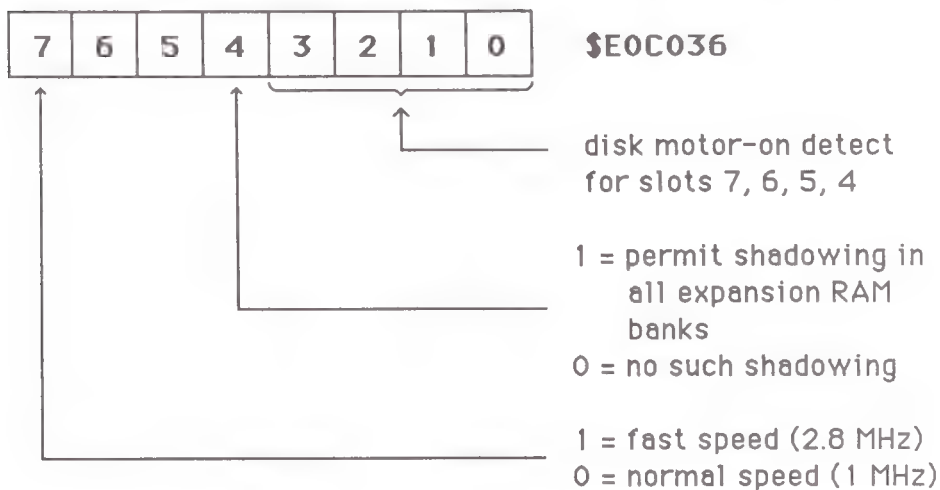 7 6 5 4 3 2 1 0 $E0C036
disk motor-on detect
for slots 7, 6, 5, 4
1 = permit shadowing in
all expansion RAM
banks
0 = no such shadowing
1 = fast speed (2.8 MHz)
0 = normal speed (1 MHz)